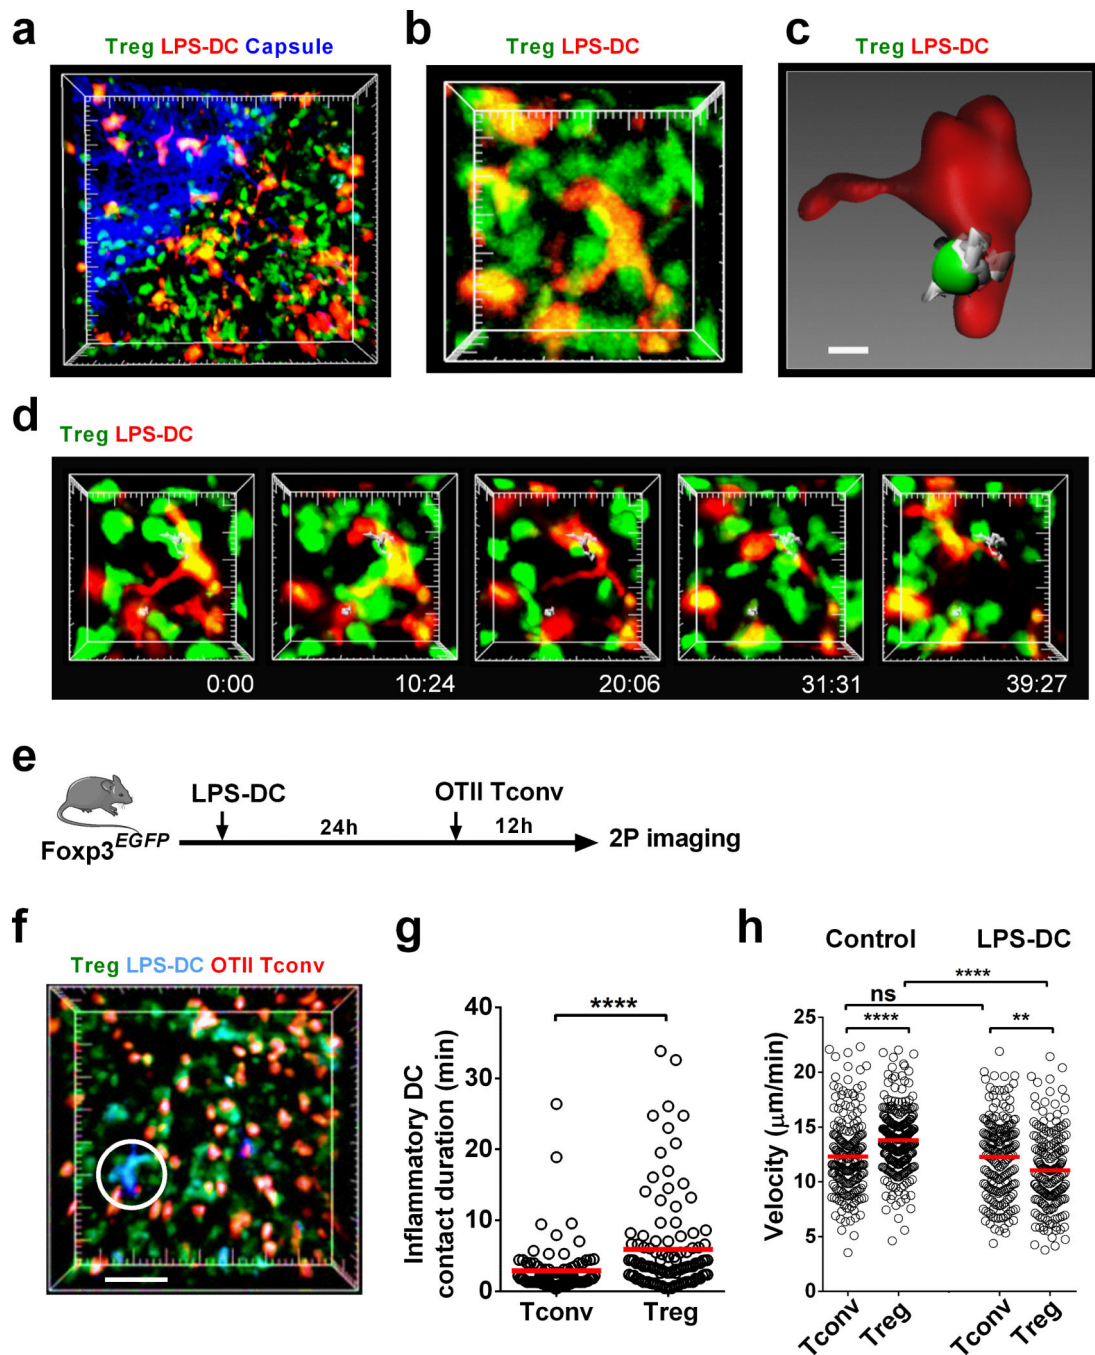 a
Treg LPS-DC Capsule
b
Treg LPS-DC
c
Treg LPS-DC
d
Treg LPS-DC
0:00
10:24
20:06
31:31
39:27
e
LPS-DC
OTII Tconv
24h
12h
Foxp3EGFP
2P imaging
f
Treg LPS-DC OTII Tconv
g
****
Inflammatory DC
contact duration (min)
40
30
20
10
0
Tconv
Treg
h
Control
LPS-DC
****
ns
****
**
Velocity (µm/min)
25
20
15
10
5
0
Tconv
Treg
Tconv
Treg